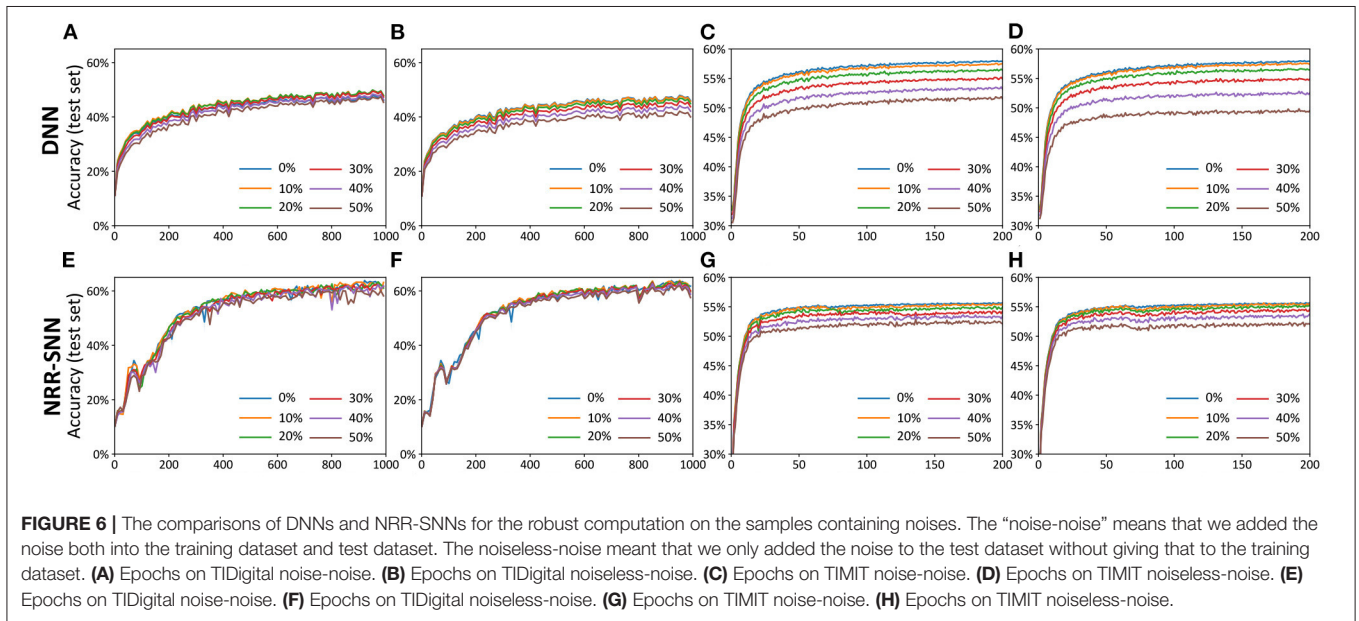 A
B
C
D
DNN
Accuracy (test set)
60%
40%
20%
0%
0 200 400 600 800 1000
0% 30%
10% 40%
20% 50%
60%
40%
20%
0%
0 200 400 600 800 1000
0% 30%
10% 40%
20% 50%
60%
55%
50%
45%
40%
35%
30%
0 50 100 150 200
0% 30%
10% 40%
20% 50%
60%
55%
50%
45%
40%
35%
30%
0 50 100 150 200
0% 30%
10% 40%
20% 50%
E
F
G
H
NRR-SNN
Accuracy (test set)
60%
40%
20%
0%
0 200 400 600 800 1000
0% 30%
10% 40%
20% 50%
60%
40%
20%
0%
0 200 400 600 800 1000
0% 30%
10% 40%
20% 50%
60%
55%
50%
45%
40%
35%
30%
0 50 100 150 200
0% 30%
10% 40%
20% 50%
60%
55%
50%
45%
40%
35%
30%
0 50 100 150 200
0% 30%
10% 40%
20% 50%
FIGURE 6 | The comparisons of DNNs and NRR-SNNs for the robust computation on the samples containing noises. The “noise-noise” means that we added the
noise both into the training dataset and test dataset. The noiseless-noise meant that we only added the noise to the test dataset without giving that to the training
dataset. (A) Epochs on TIDigital noise-noise. (B) Epochs on TIDigital noiseless-noise. (C) Epochs on TIMIT noise-noise. (D) Epochs on TIMIT noiseless-noise. (E)
Epochs on TIDigital noise-noise. (F) Epochs on TIDigital noiseless-noise. (G) Epochs on TIMIT noise-noise. (H) Epochs on TIMIT noiseless-noise.